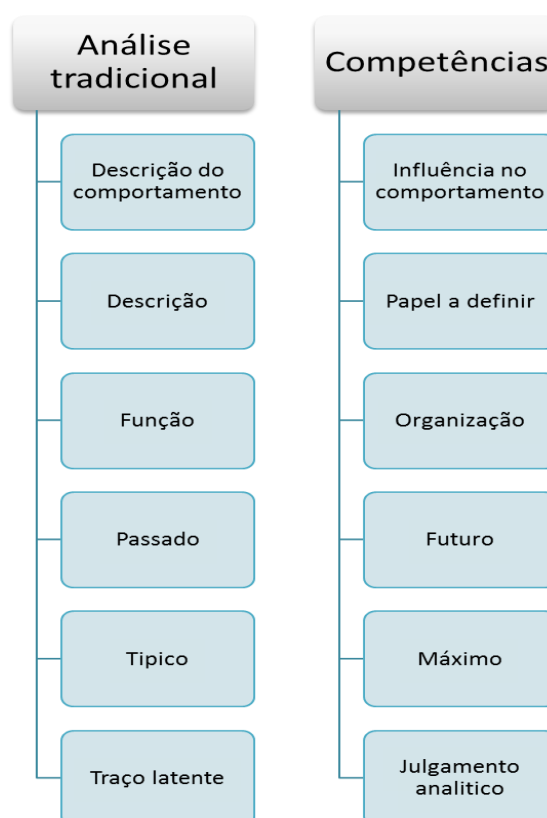 Análise
tradicional
Descrição do
comportamento
Descrição
Função
Passado
Tipico
Traço latente
Competências
Influência no
comportamento
Papel a definir
Organização
Futuro
Máximo
Julgamento
analitico